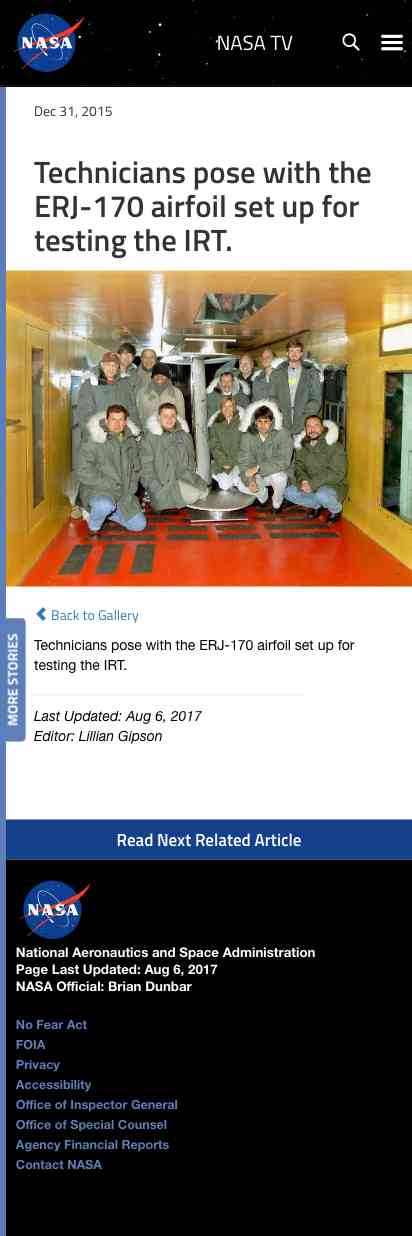 NASA
NASA TV
Dec 31, 2015
Technicians pose with the
ERJ-170 airfoil set up for
testing the IRT.
Back to Gallery
Technicians pose with the ERJ-170 airfoil set up for
testing the IRT.
MORE STORIES
Last Updated: Aug 6, 2017
Editor: Lillian Gipson
Read Next Related Article
NASA
National Aeronautics and Space Administration
Page Last Updated: Aug 6, 2017
NASA Official: Brian Dunbar
No Fear Act
FOIA
Privacy
Accessibility
Office of Inspector General
Office of Special Counsel
Agency Financial Reports
Contact NASA